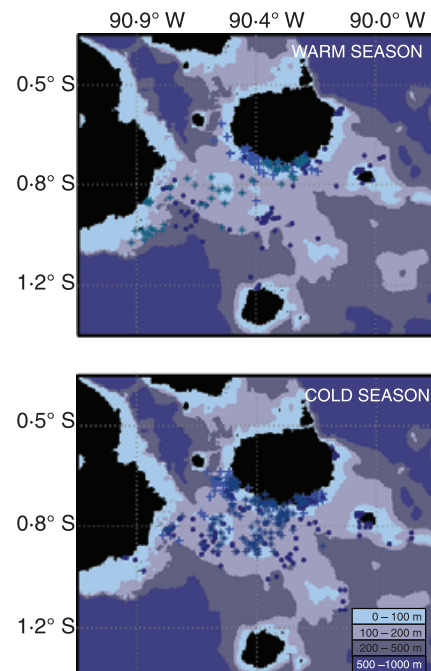 90.9° W 90.4° W 90.0° W
WARM SEASON
0·5° S
0·8° S
1·2° S
COLD SEASON
0·5° S
0·8° S
1·2° S
0 – 100 m
100 – 200 m
200 – 500 m
500 –1000 m